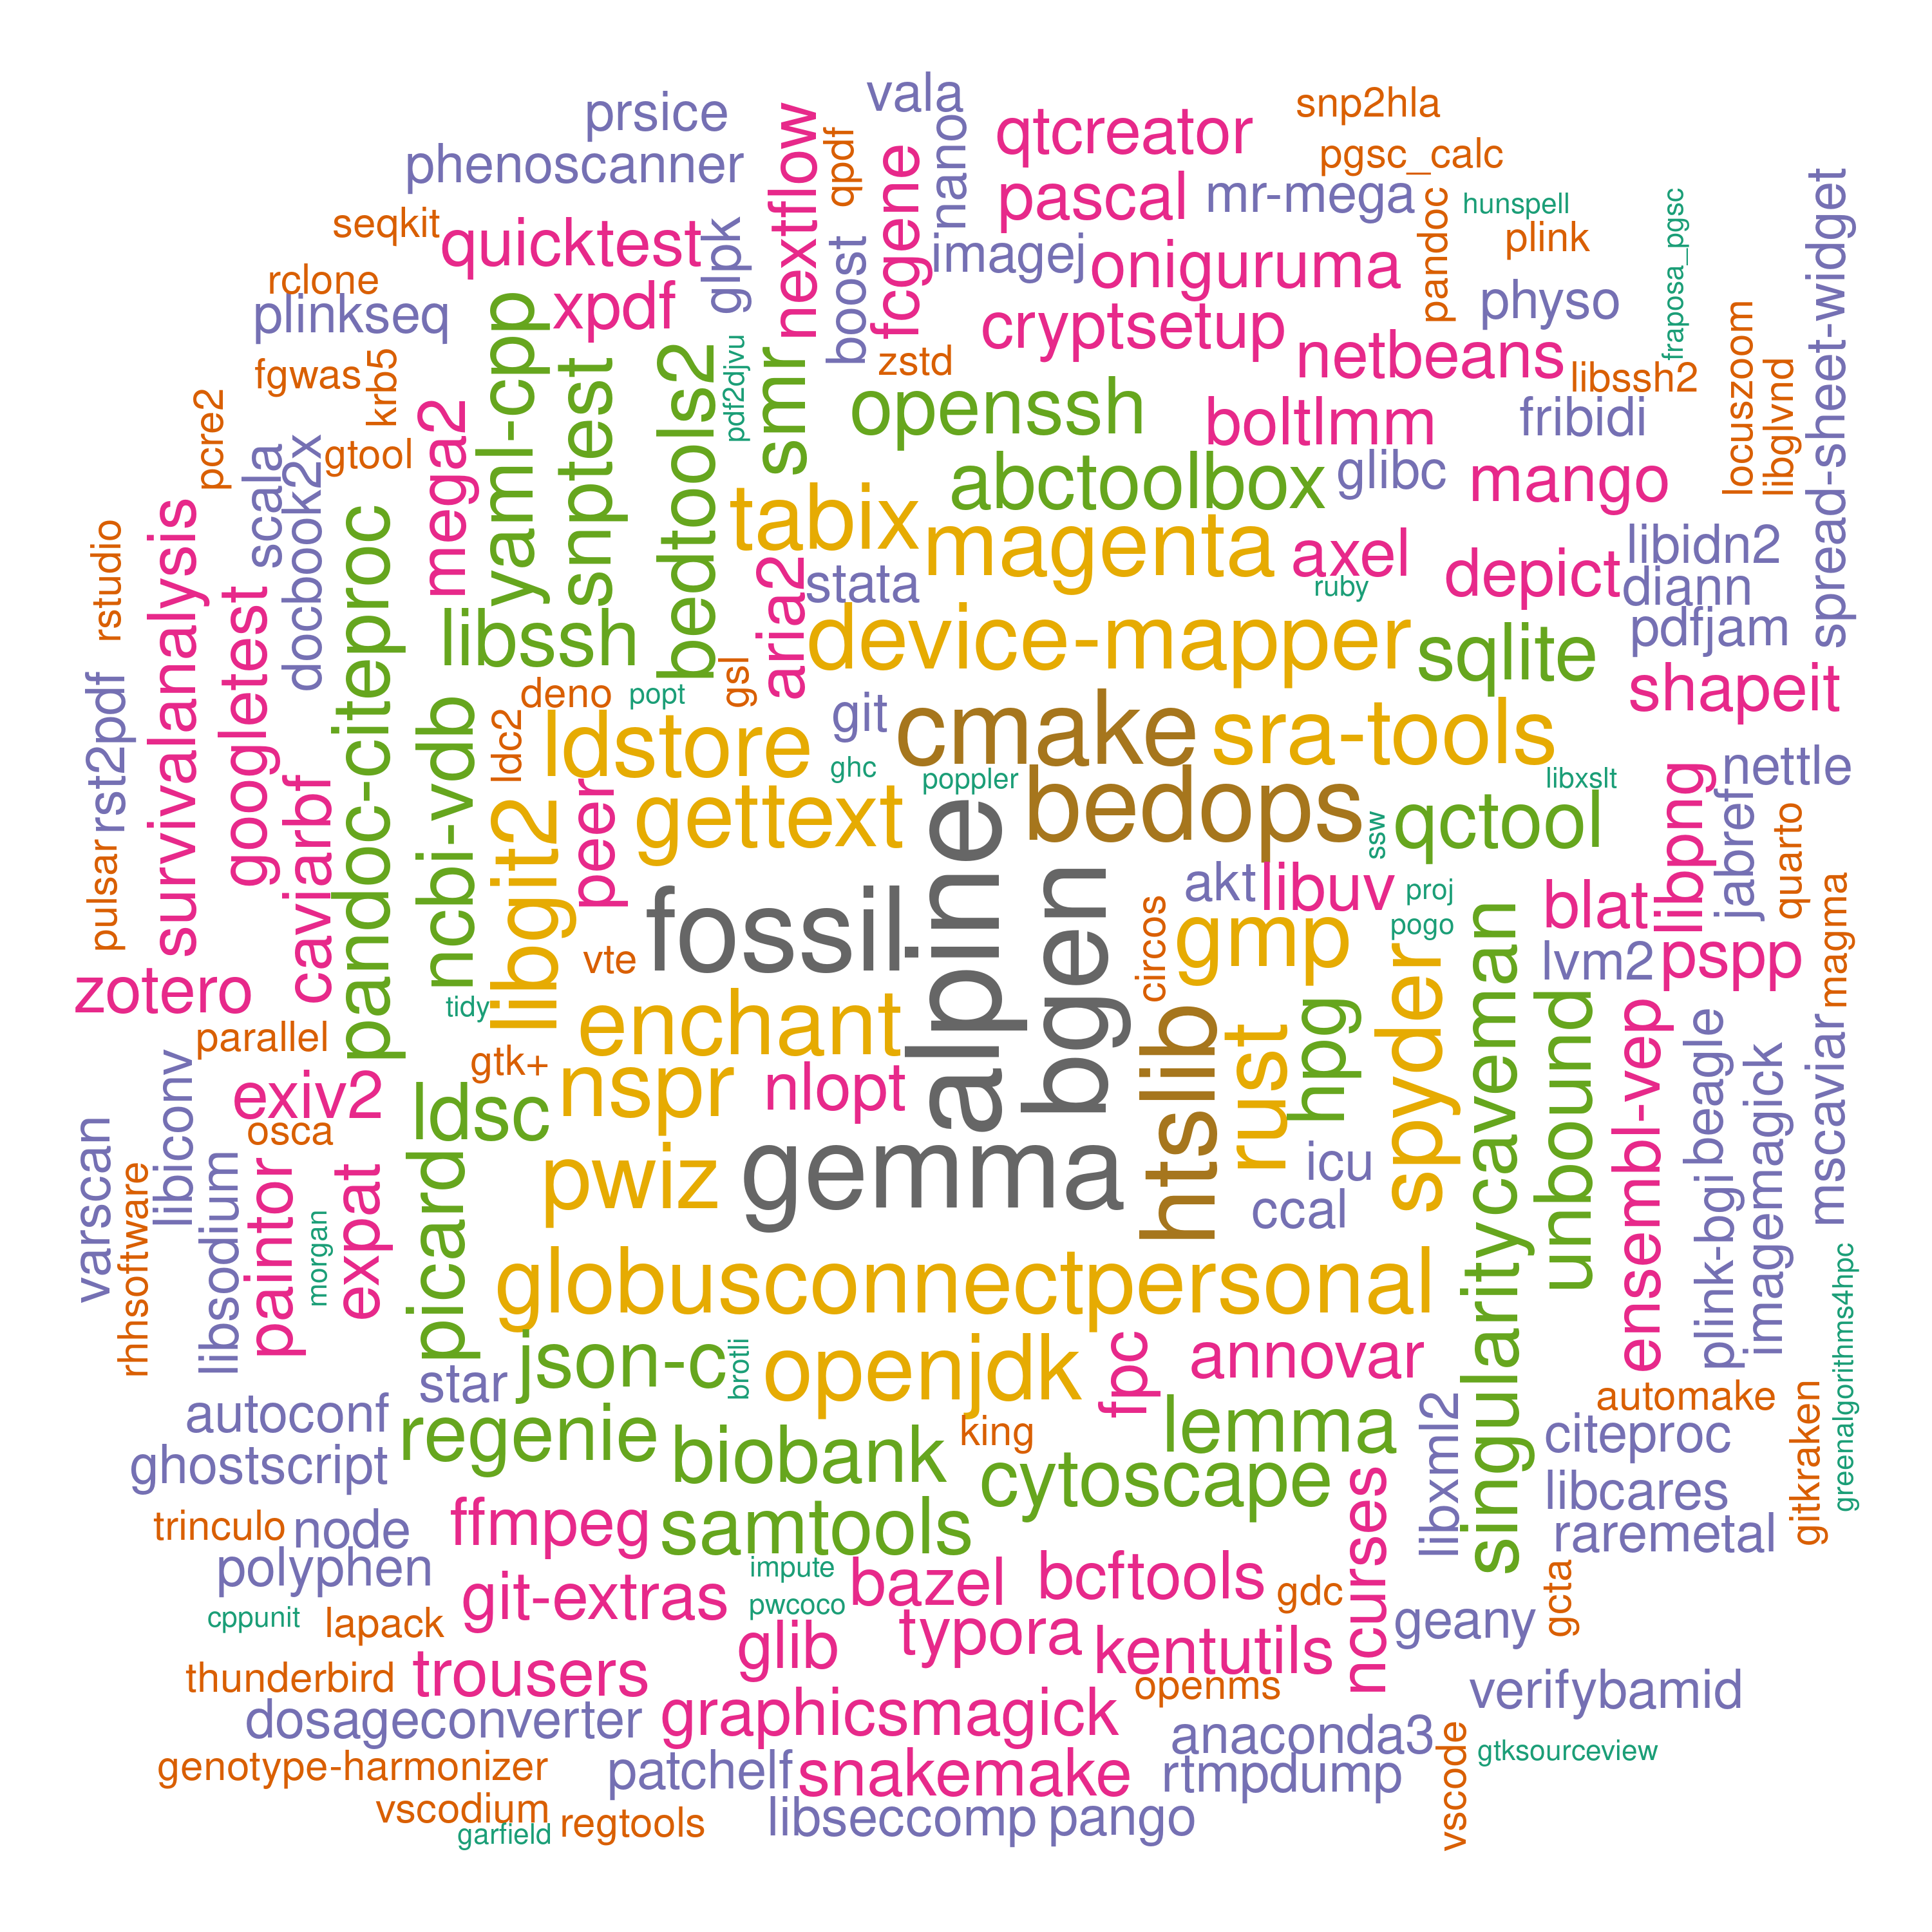 vala
prsice
snp2hla
qtcreator
nextflow
qpdf
fcgene
nano
phenoscanner
pgsc_calc
pascal
mr-mega
hunspell
pandoc
plink
fraposa_pgsc
spread-sheet-widget
seqkit
quicktest
glpk
boost
imagej
oniguruma
rclone
plinkseq
yaml-cpp
xpdf
physo
cryptsetup
locuszoom
fgwas
krb5
snptest
bedtools2
pdf2djvu
smr
zstd
netbeans
libssh2
libglvnd
pcre2
scala
docbook2x
gtool
mega2
openssh
boltlmm
fribidi
abctoolbox
glibc
mango
survivalanalysis
pandoc-citeproc
tabix
magenta
axel
libidn2
rstudio
googletest
aria2
stata
ruby
depict
diann
libssh
device-mapper
sqlite
pdfjam
rst2pdf
ncbi-vdb
deno
popt
gsl
shapeit
ldc2
ldstore
git
cmake
sra-tools
caviarbf
libgit2
peer
ghc
poppler
libxslt
nettle
gettext
alpine
bedops
ssw
qctool
libpng
jabref
quarto
pulsar
fossil
bgen
circos
akt
libuv
proj
blat
magma
vte
gmp
pogo
spyder
singularitycaveman
lvm2
pspp
zotero
tidy
enchant
htslib
rust
hpg
unbound
ensembl-vep
beagle
imagemagick
mscaviar
parallel
libiconv
gtk+
nspr
nlopt
exiv2
ldsc
osca
varscan
rhhsoftware
libsodium
paintor
morgan
expat
picard
pwiz
gemma
icu
ccal
plink-bgi
globusconnectpersonal
greenalgorithms4hpc
json-c
brotli
openjdk
fpc
annovar
star
autoconf
libxml2
automake
gitkraken
regenie
biobank
king
lemma
citeproc
ghostscript
cytoscape
ncurses
libcares
trinculo
node
ffmpeg
samtools
raremetal
polyphen
impute
bazel
bcftools
gdc
gcta
git-extras
pwcoco
cppunit
lapack
glib
typora
kentutils
geany
thunderbird
trousers
openms
verifybamid
dosageconverter
graphicsmagick
anaconda3
vscode
gtksourceview
genotype-harmonizer
patchelf
snakemake
rtmpdump
vscodium
regtools
libseccomp
pango
garfield